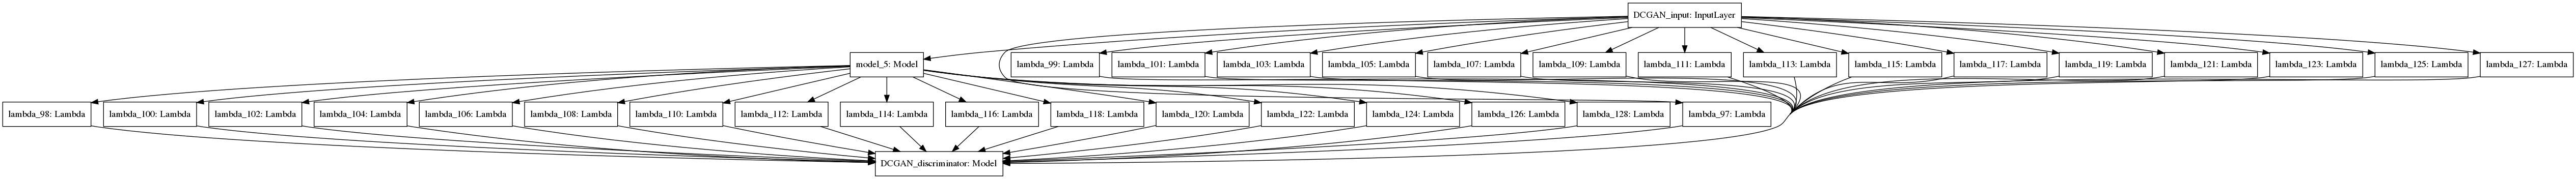 DCGAN_input: InputLayer
model_5: Model
lambda_99: Lambda
lambda_101: Lambda
lambda_103: Lambda
lambda_105: Lambda
lambda_107: Lambda
lambda_109: Lambda
lambda_111: Lambda
lambda_113: Lambda
lambda_115: Lambda
lambda_117: Lambda
lambda_119: Lambda
lambda_121: Lambda
lambda_123: Lambda
lambda_125: Lambda
lambda_127: Lambda
lambda_98: Lambda
lambda_100: Lambda
lambda_102: Lambda
lambda_104: Lambda
lambda_106: Lambda
lambda_108: Lambda
lambda_110: Lambda
lambda_112: Lambda
lambda_114: Lambda
lambda_116: Lambda
lambda_118: Lambda
lambda_120: Lambda
lambda_122: Lambda
lambda_124: Lambda
lambda_126: Lambda
lambda_128: Lambda
lambda_97: Lambda
DCGAN_discriminator: Model